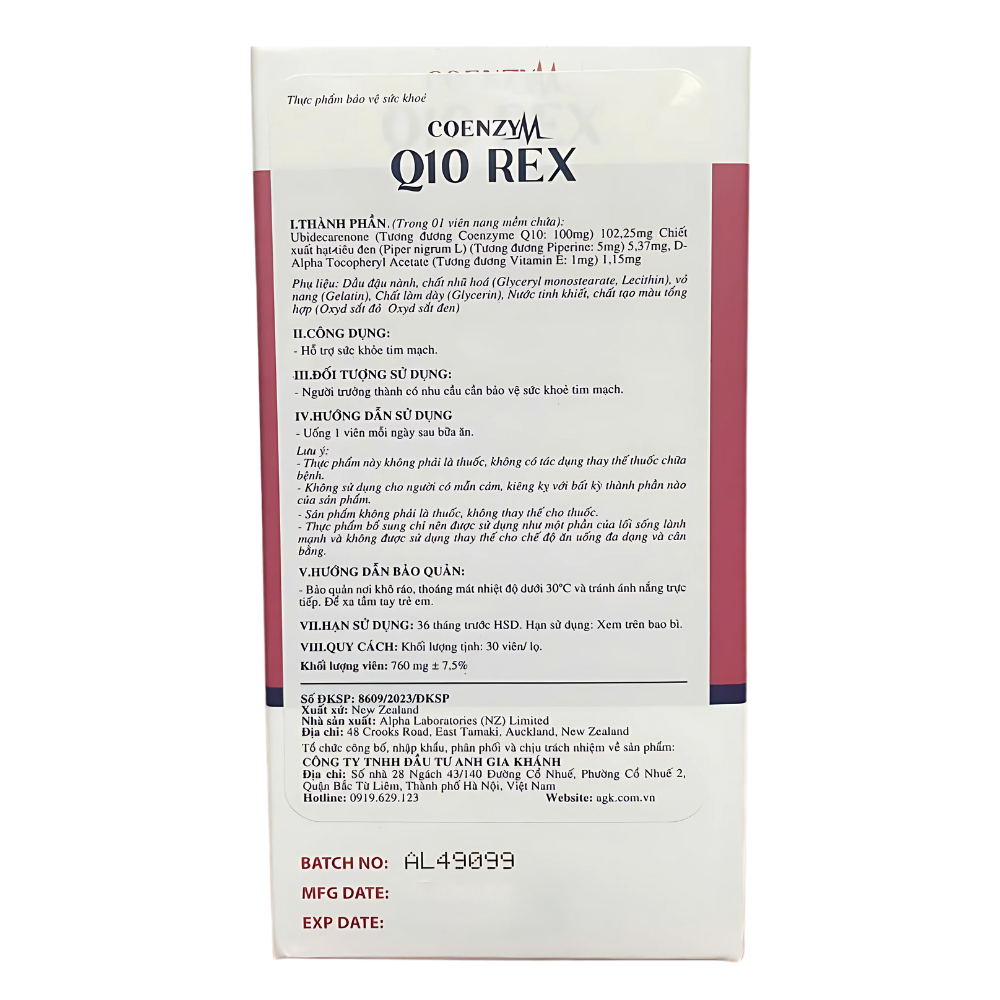 COENZYM
Thực phẩm bảo vệ sức khoẻ
COENZYM
Q10 REX
I.THÀNH PHẦN. (Trong 01 viên nang mềm chứa):
Ubidecarenone (Tương đương Coenzyme Q10: 100mg) 102,25mg Chiết
xuất hạt tiêu đen (Piper nigrum L) (Tương đương Piperine: 5mg) 5,37mg, D-
Alpha Tocopheryl Acetate (Tương đương Vitamin E: 1mg) 1,15mg
Phụ liệu: Dầu đậu nành, chất nhũ hoá (Glyceryl monostearate, Lecithin), vỏ
nang (Gelatin), Chất làm dày (Glycerin), Nước tinh khiết, chất tạo màu tổng
hợp (Oxyd sắt đỏ Oxyd sắt đen)
II.CÔNG DỤNG:
- Hỗ trợ sức khỏe tim mạch.
III.ĐỐI TƯỢNG SỬ DỤNG:
- Người trưởng thành có nhu cầu cần bảo vệ sức khoẻ tim mạch.
IV.HƯỚNG DẪN SỬ DỤNG
- Uống 1 viên mỗi ngày sau bữa ăn.
Lưu ý:
- Thực phẩm này không phải là thuốc, không có tác dụng thay thế thuốc chữa
bệnh.
- Không sử dụng cho người có mẫn cảm, kiêng kỵ với bất kỳ thành phần nào
của sản phẩm.
- Sản phẩm không phải là thuốc, không thay thế cho thuốc.
- Thực phẩm bổ sung chỉ nên được sử dụng như một phần của lối sống lành
mạnh và không được sử dụng thay thế cho chế độ ăn uống đa dạng và cân
bằng.
V.HƯỚNG DẪN BẢO QUẢN:
- Bảo quản nơi khô ráo, thoáng mát nhiệt độ dưới 30°C và tránh ánh nắng trực
tiếp. Để xa tầm tay trẻ em.
VII.HẠN SỬ DỤNG: 36 tháng trước HSD. Hạn sử dụng: Xem trên bao bì.
VIII.QUY CÁCH: Khối lượng tịnh: 30 viên/ lọ.
Khối lượng viên: 760 mg ± 7,5%
Số ĐKSP: 8609/2023/ĐKSP
Xuất xứ: New Zealand
Nhà sản xuất: Alpha Laboratories (NZ) Limited
Địa chỉ: 48 Crooks Road, East Tamaki, Auckland, New Zealand
Tổ chức công bố, nhập khẩu, phân phối và chịu trách nhiệm về sản phẩm:
CÔNG TY TNHH ĐẦU TƯ ANH GIA KHÁNH
Địa chỉ: Số nhà 28 Ngách 43/140 Đường Cổ Nhuế, Phường Cổ Nhuế 2,
Quận Bắc Từ Liêm, Thành phố Hà Nội, Việt Nam
Hotline: 0919.629.123 Website: agk.com.vn
BATCH NO: AL49099
MFG DATE:
EXP DATE: